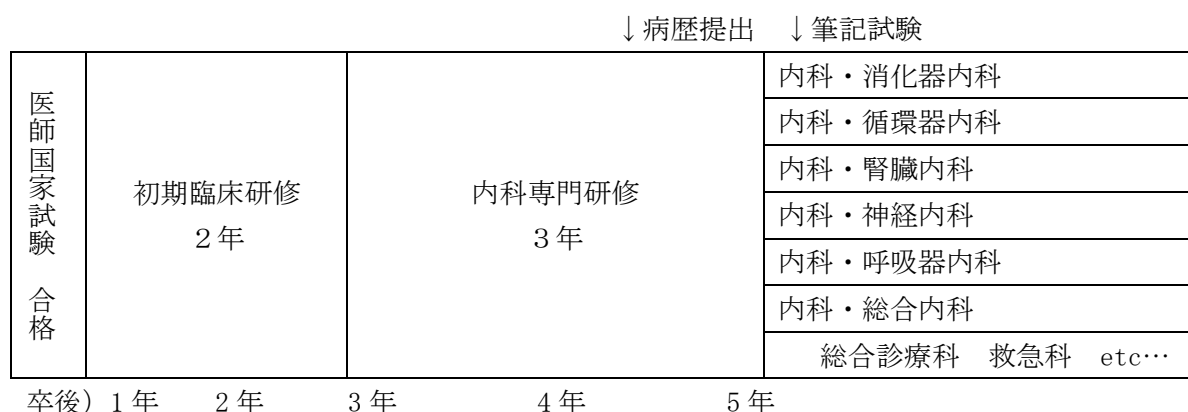 ↓病歴提出 ↓筆記試験
医師国家試験 合格
初期臨床研修
２年
内科専門研修
３年
内科・消化器内科
内科・循環器内科
内科・腎臓内科
内科・神経内科
内科・呼吸器内科
内科・総合内科
総合診療科 救急科 etc…
卒後）1年 2年 3年 4年 5年